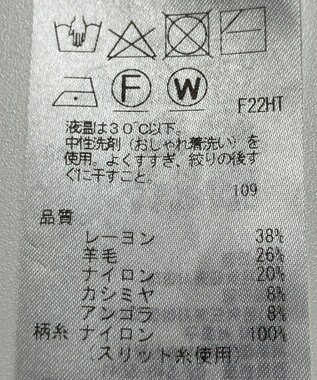 F W
F22HT
液温は30℃以下。
中性洗剤(おしゃれ着洗い)を
使用。よくすすぎ、絞りの後す
ぐに干すこと。
109
品質
レーヨン 38%
羊毛 26%
ナイロン 20%
カシミヤ 8%
アンゴラ 8%
柄糸 ナイロン 100%
(スリット糸使用)